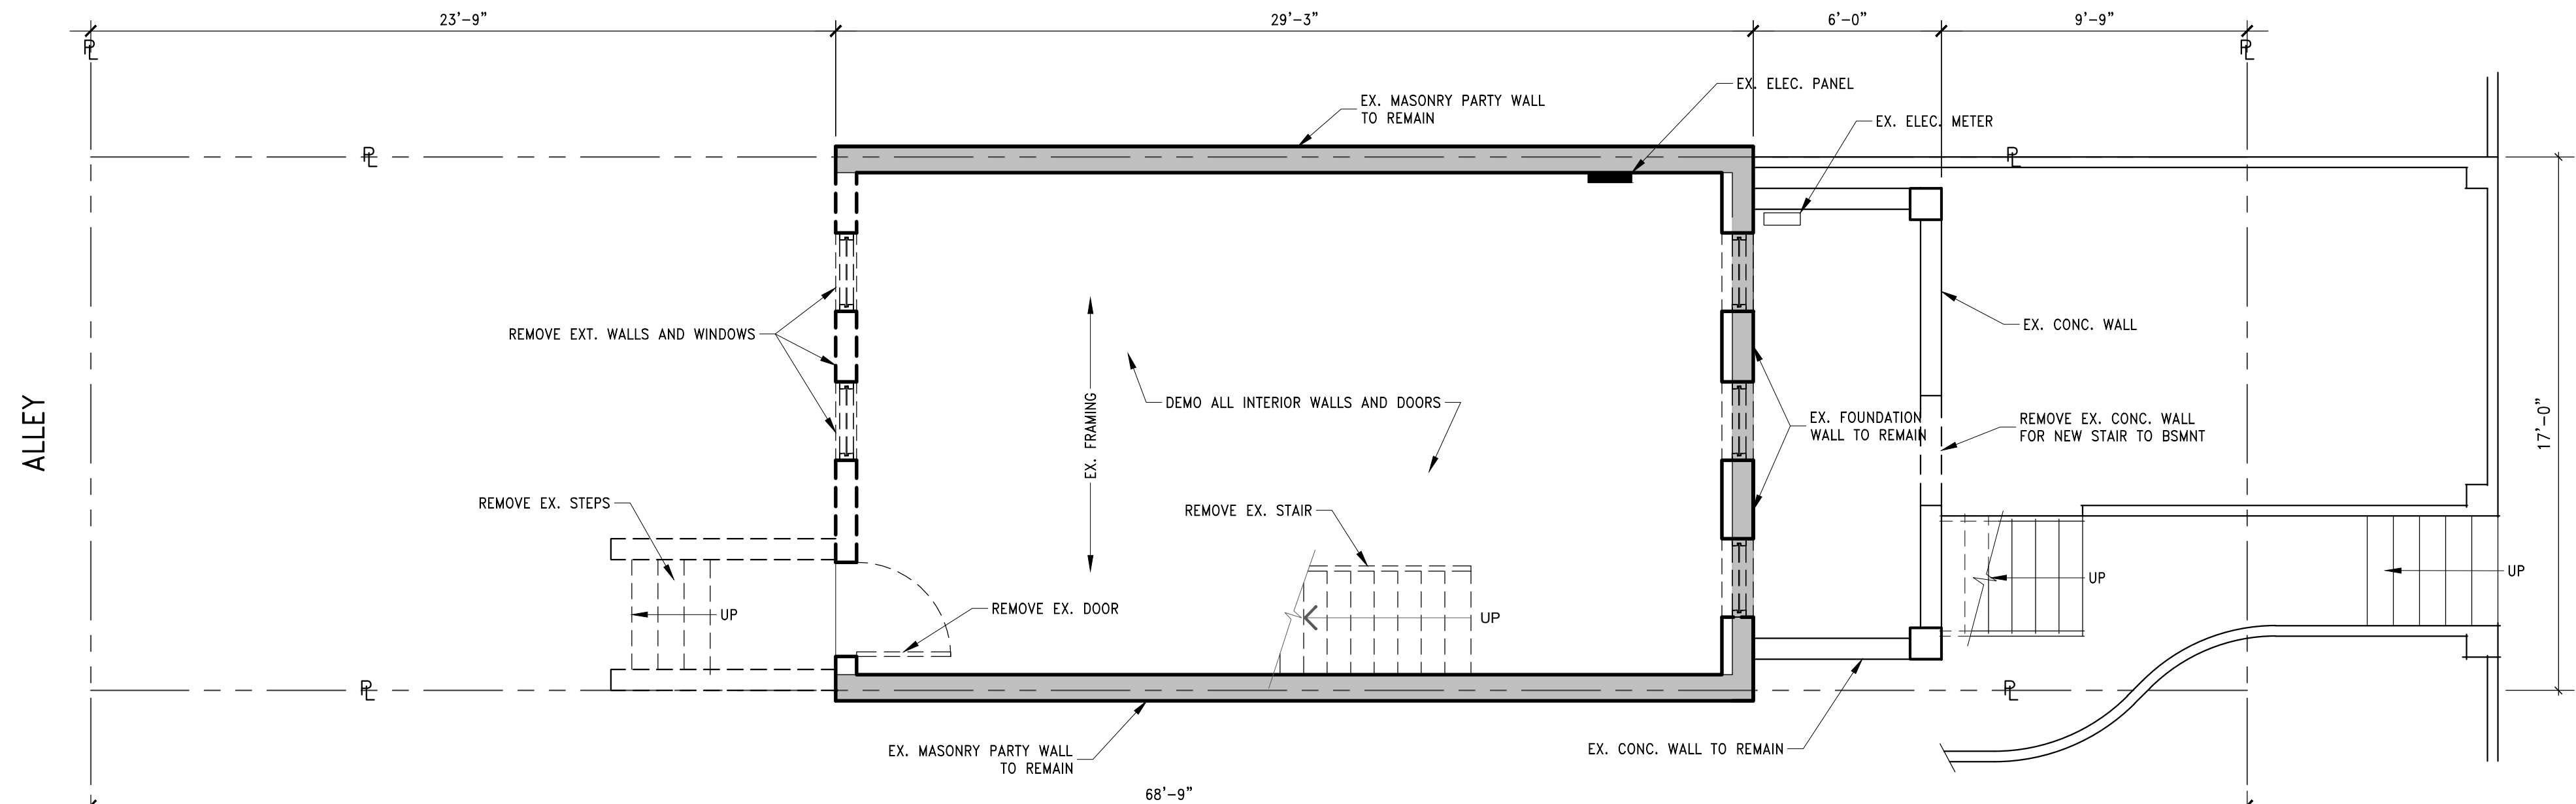 23'-9"
29'-3"
6'-0"
9'-9"
PL
PL
EX. ELEC. PANEL
EX. MASONRY PARTY WALL
TO REMAIN
EX. ELEC. METER
PL
PL
REMOVE EXT. WALLS AND WINDOWS
EX. CONC. WALL
ALLEY
EX. FRAMING
DEMO ALL INTERIOR WALLS AND DOORS
EX. FOUNDATION
WALL TO REMAIN
REMOVE EX. CONC. WALL
FOR NEW STAIR TO BSMNT
17'-0"
REMOVE EX. STEPS
REMOVE EX. STAIR
UP
UP
UP
REMOVE EX. DOOR
UP
PL
PL
EX. MASONRY PARTY WALL
TO REMAIN
EX. CONC. WALL TO REMAIN
68'-9"